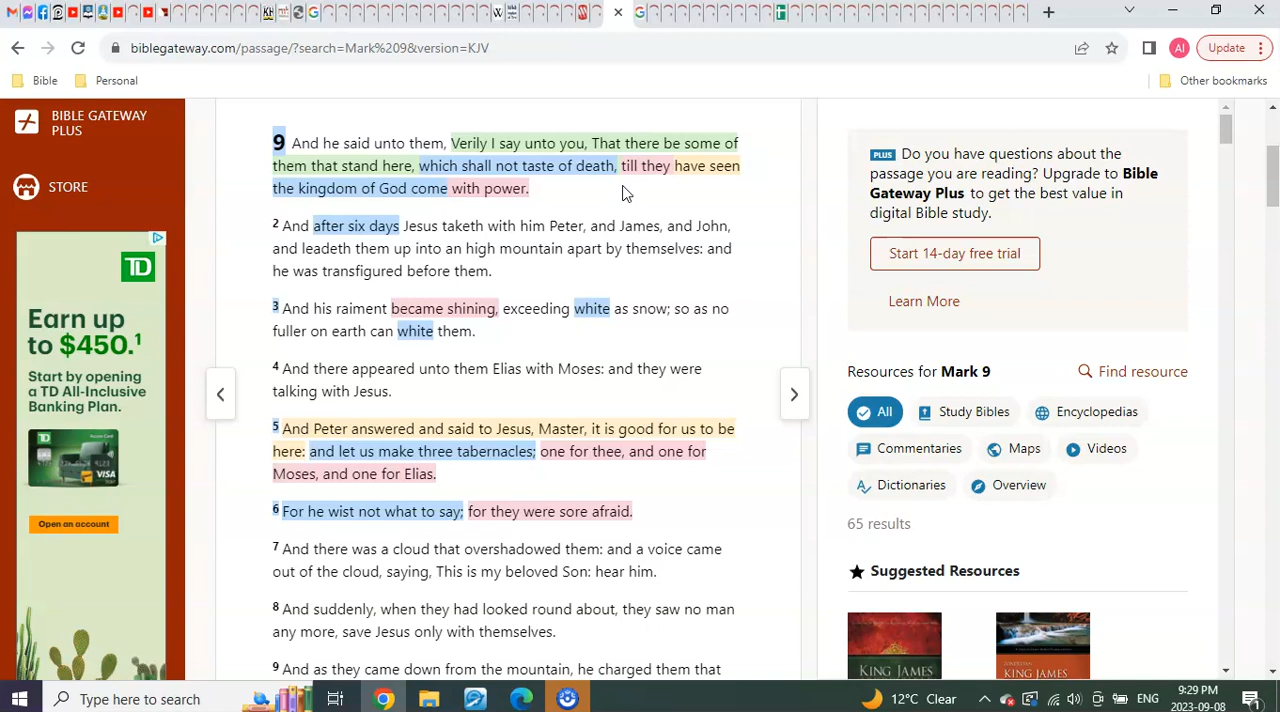 biblegateway.com/passage/?search=Mark%209&version=KJV
AI
Update
Bible
Personal
Other bookmarks
BIBLE GATEWAY
PLUS
STORE
TD
Earn up
to $450.¹
Start by opening
a TD All-Inclusive
Banking Plan.
TD
VISA
Open an account
9 And he said unto them, Verily I say unto you, That there be some of
them that stand here, which shall not taste of death, till they have seen
the kingdom of God come with power.
2 And after six days Jesus taketh with him Peter, and James, and John,
and leadeth them up into an high mountain apart by themselves: and
he was transfigured before them.
3 And his raiment became shining, exceeding white as snow; so as no
fuller on earth can white them.
4 And there appeared unto them Elias with Moses: and they were
talking with Jesus.
5 And Peter answered and said to Jesus, Master, it is good for us to be
here: and let us make three tabernacles; one for thee, and one for
Moses, and one for Elias.
6 For he wist not what to say; for they were sore afraid.
7 And there was a cloud that overshadowed them: and a voice came
out of the cloud, saying, This is my beloved Son: hear him.
8 And suddenly, when they had looked round about, they saw no man
any more, save Jesus only with themselves.
9 And as they came down from the mountain, he charged them that
PLUS Do you have questions about the
passage you are reading? Upgrade to Bible
Gateway Plus to get the best value in
digital Bible study.
Start 14-day free trial
Learn More
Resources for Mark 9
Find resource
All
Study Bibles
Encyclopedias
Commentaries
Maps
Videos
Dictionaries
Overview
65 results
Suggested Resources
KING JAMES
KING JAMES
Type here to search
12°C Clear
ENG
9:29 PM
2023-09-08
1